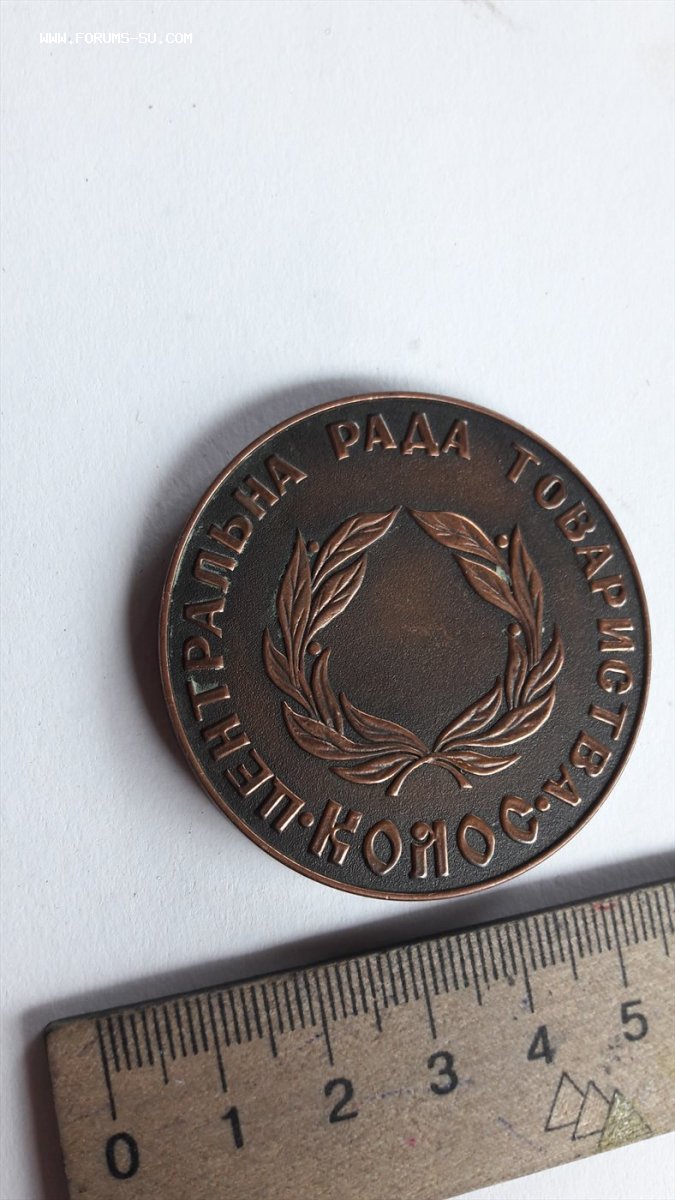 WWW.FORUMS-SU.COM
ЦЕНТРАЛЬНА РАДА ТОВАРИСТВА
·КОЛОС·
0 1 2 3 4 5